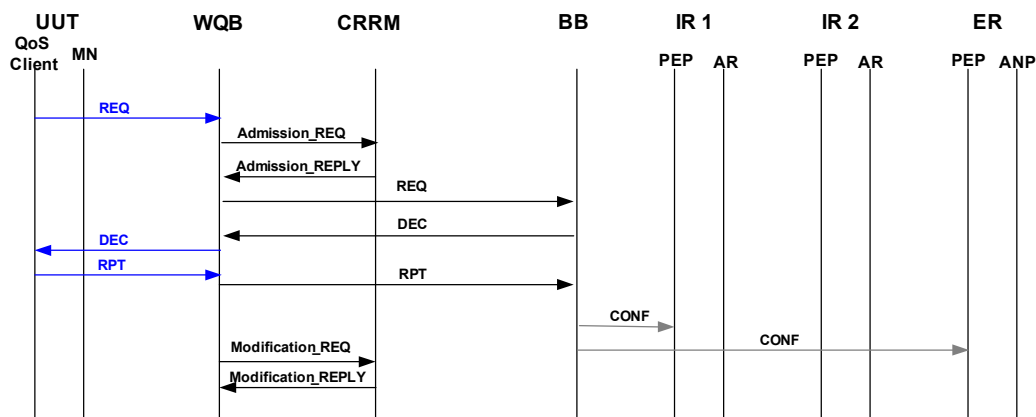 UUT WQB CRRM BB IR 1 IR 2 ER
QoS
Client
MN PEP AR PEP AR PEP ANP
REQ
Admission_REQ
Admission_REPLY
REQ
DEC
DEC
RPT
RPT
CONF
CONF
Modification_REQ
Modification_REPLY